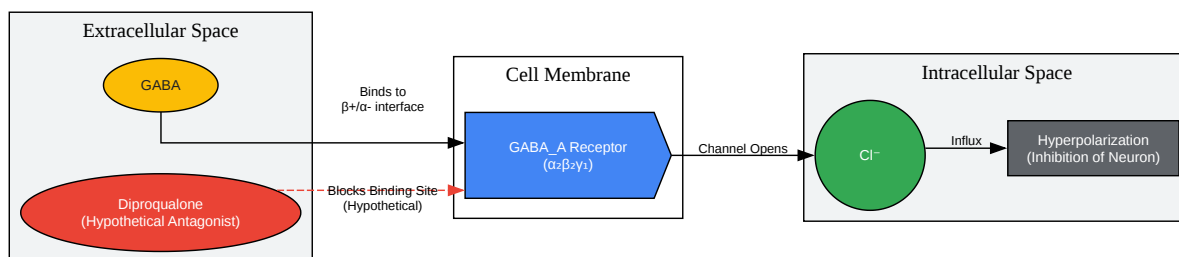 Extracellular Space
GABA
Diproqualone
(Hypothetical Antagonist)
Binds to
β+/α- interface
Blocks Binding Site
(Hypothetical)
Cell Membrane
GABA_A Receptor
(α₂β₂γ₁)
Channel Opens
Intracellular Space
Cl⁻
Influx
Hyperpolarization
(Inhibition of Neuron)